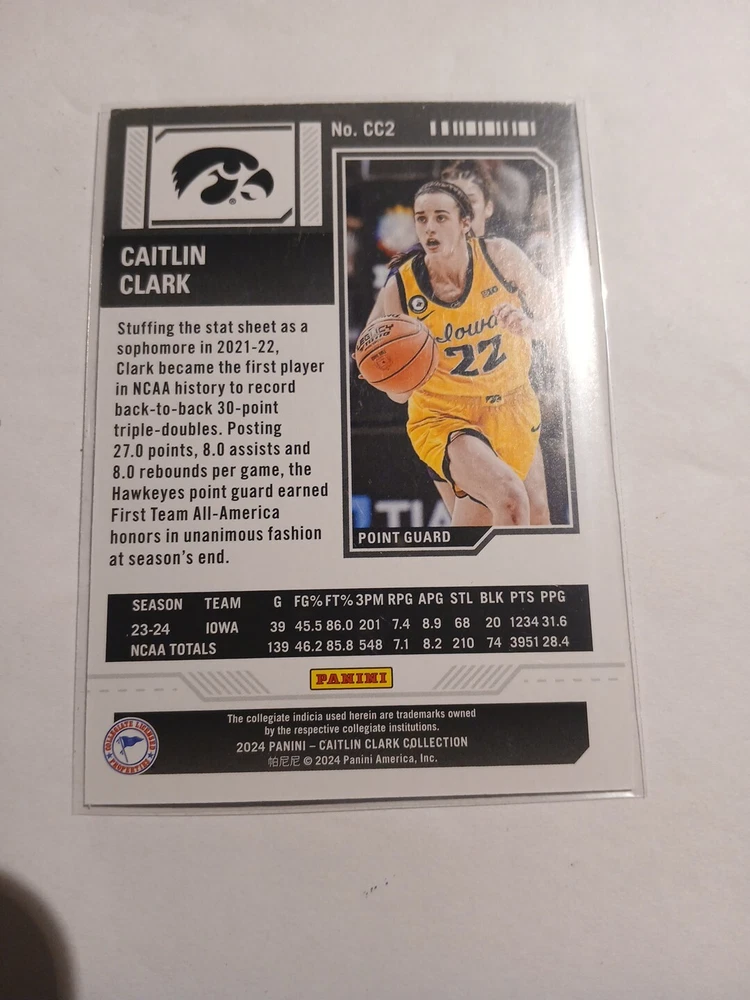 No. CC2
CAITLIN
CLARK
Stuffing the stat sheet as a
sophomore in 2021-22,
Clark became the first player
in NCAA history to record
back-to-back 30-point
triple-doubles. Posting
27.0 points, 8.0 assists and
8.0 rebounds per game, the
Hawkeyes point guard earned
First Team All-America
honors in unanimous fashion
at season's end.
Iowa
22
POINT GUARD
SEASON TEAM G FG% FT% 3PM RPG APG STL BLK PTS PPG
23-24 IOWA 39 45.5 86.0 201 7.4 8.9 68 20 1234 31.6
NCAA TOTALS 139 46.2 85.8 548 7.1 8.2 210 74 3951 28.4
PANINI
COLLEGIATE LICENSED
PROPERTIES
The collegiate indicia used herein are trademarks owned
by the respective collegiate institutions.
2024 PANINI – CAITLIN CLARK COLLECTION
帕尼尼 © 2024 Panini America, Inc.